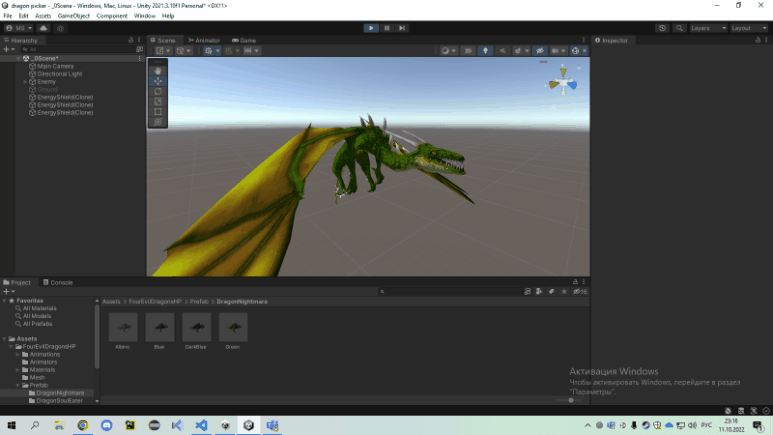 dragon picker - _0Scene - Windows, Mac, Linux - Unity 2021.3.10f1 Personal* <DX11>
File Edit Assets GameObject Component Window Help
Layers Layout
Hierarchy
Scene Animator Game
Inspector
All
_0Scene*
Main Camera
Directional Light
Enemy
Ground
EnergyShield(Clone)
EnergyShield(Clone)
EnergyShield(Clone)
Project Console
Favorites
All Materials
All Models
All Prefabs
Assets
FourEvilDragonsHP
Animations
Animators
Materials
Mesh
Prefab
DragonNightmare
DragonSoulEater
Assets > FourEvilDragonsHP > Prefab > DragonNightmare
Albino Blue DarkBlue Green
Активация Windows
Чтобы активировать Windows, перейдите в раздел
"Параметры".
РУС
23:18
11.10.2022